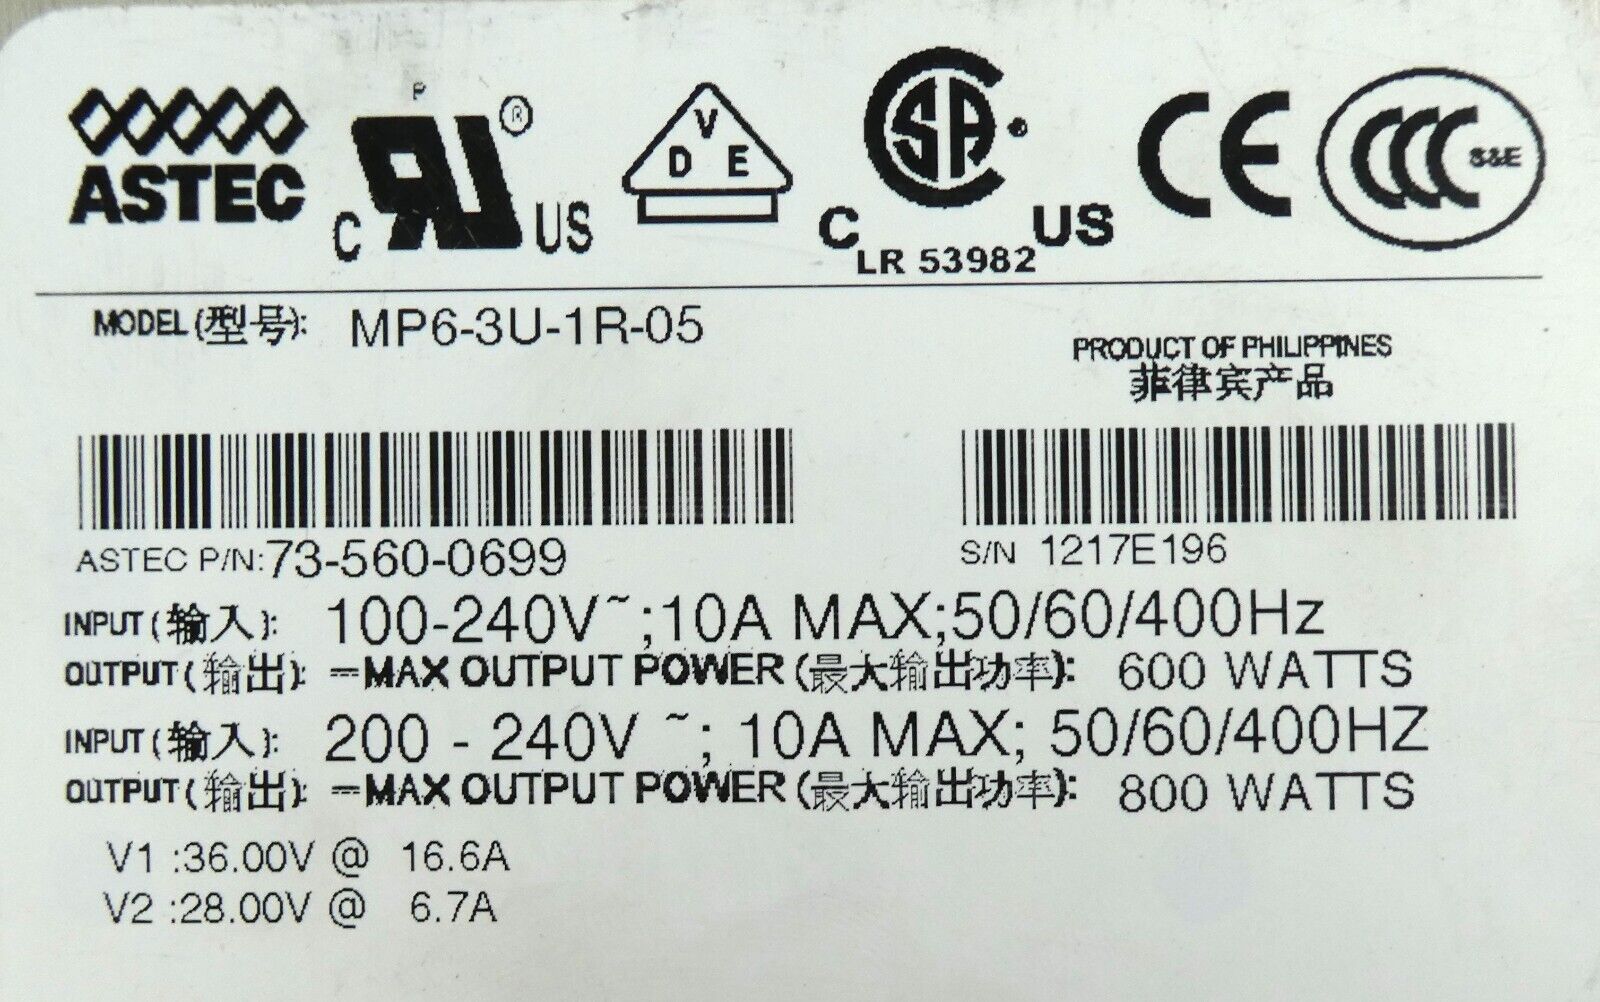 ASTEC
P
C UL ® US
V
D E
C SA ® US
LR 53982
CE
CCC S&E
MODEL (型号): MP6-3U-1R-05
PRODUCT OF PHILIPPINES
菲律宾产品
ASTEC P/N: 73-560-0699
S/N 1217E196
INPUT (输入): 100-240V~;10A MAX;50/60/400Hz
OUTPUT (输出): ⎓MAX OUTPUT POWER (最大输出功率): 600 WATTS
INPUT (输入): 200 - 240V ~; 10A MAX; 50/60/400HZ
OUTPUT (输出): ⎓MAX OUTPUT POWER (最大输出功率): 800 WATTS
V1 :36.00V @ 16.6A
V2 :28.00V @ 6.7A